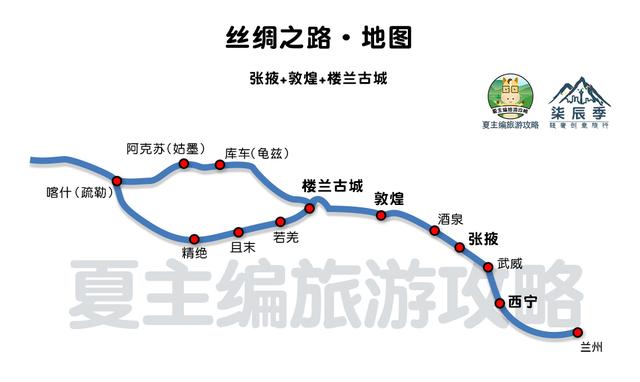 丝绸之路·地图
张掖+敦煌+楼兰古城
夏主编旅游攻略
夏主编旅游攻略
柒辰季
轻奢创意旅行
阿克苏（姑墨）
库车（龟兹）
喀什（疏勒）
楼兰古城
敦煌
酒泉
张掖
武威
西宁
兰州
精绝
且末
若羌
夏主编旅游攻略